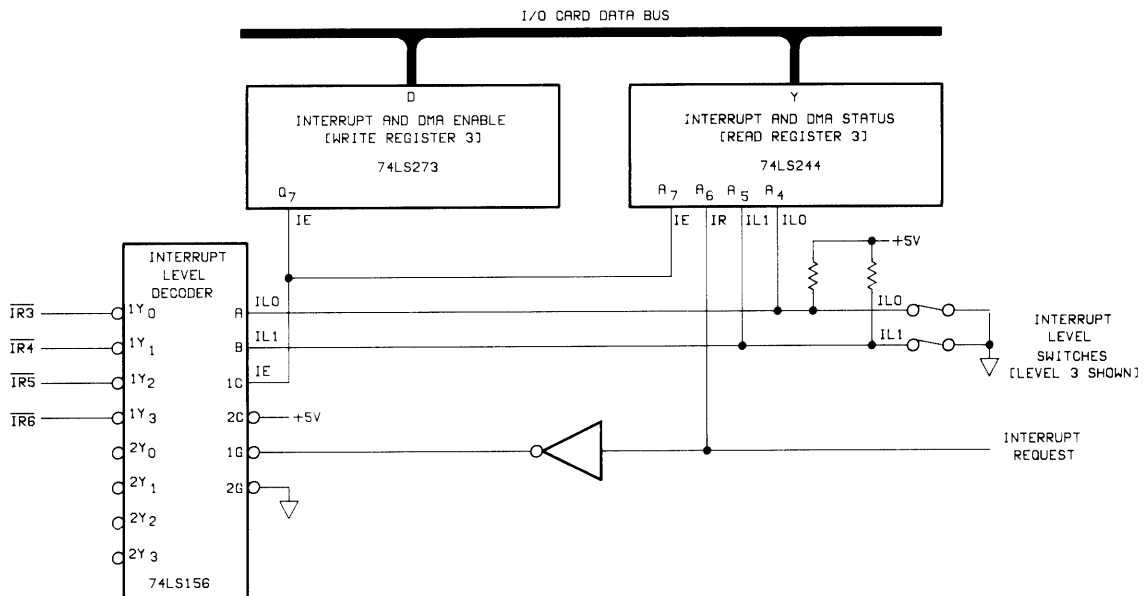 I/O CARD DATA BUS
D
INTERRUPT AND DMA ENABLE
[WRITE REGISTER 3]
74LS273
Q7
IE
Y
INTERRUPT AND DMA STATUS
[READ REGISTER 3]
74LS244
A7 A6 A5 A4
IE IR IL1 IL0
+5V
INTERRUPT
LEVEL
DECODER
IR3 1Y0 A IL0 IL0
IR4 1Y1 B IL1 IL1
IR5 1Y2 1C IE
IR6 1Y3 2C +5V
2Y0 1G
2Y1 2G
2Y2
2Y3
74LS156
INTERRUPT
LEVEL
SWITCHES
[LEVEL 3 SHOWN]
INTERRUPT
REQUEST